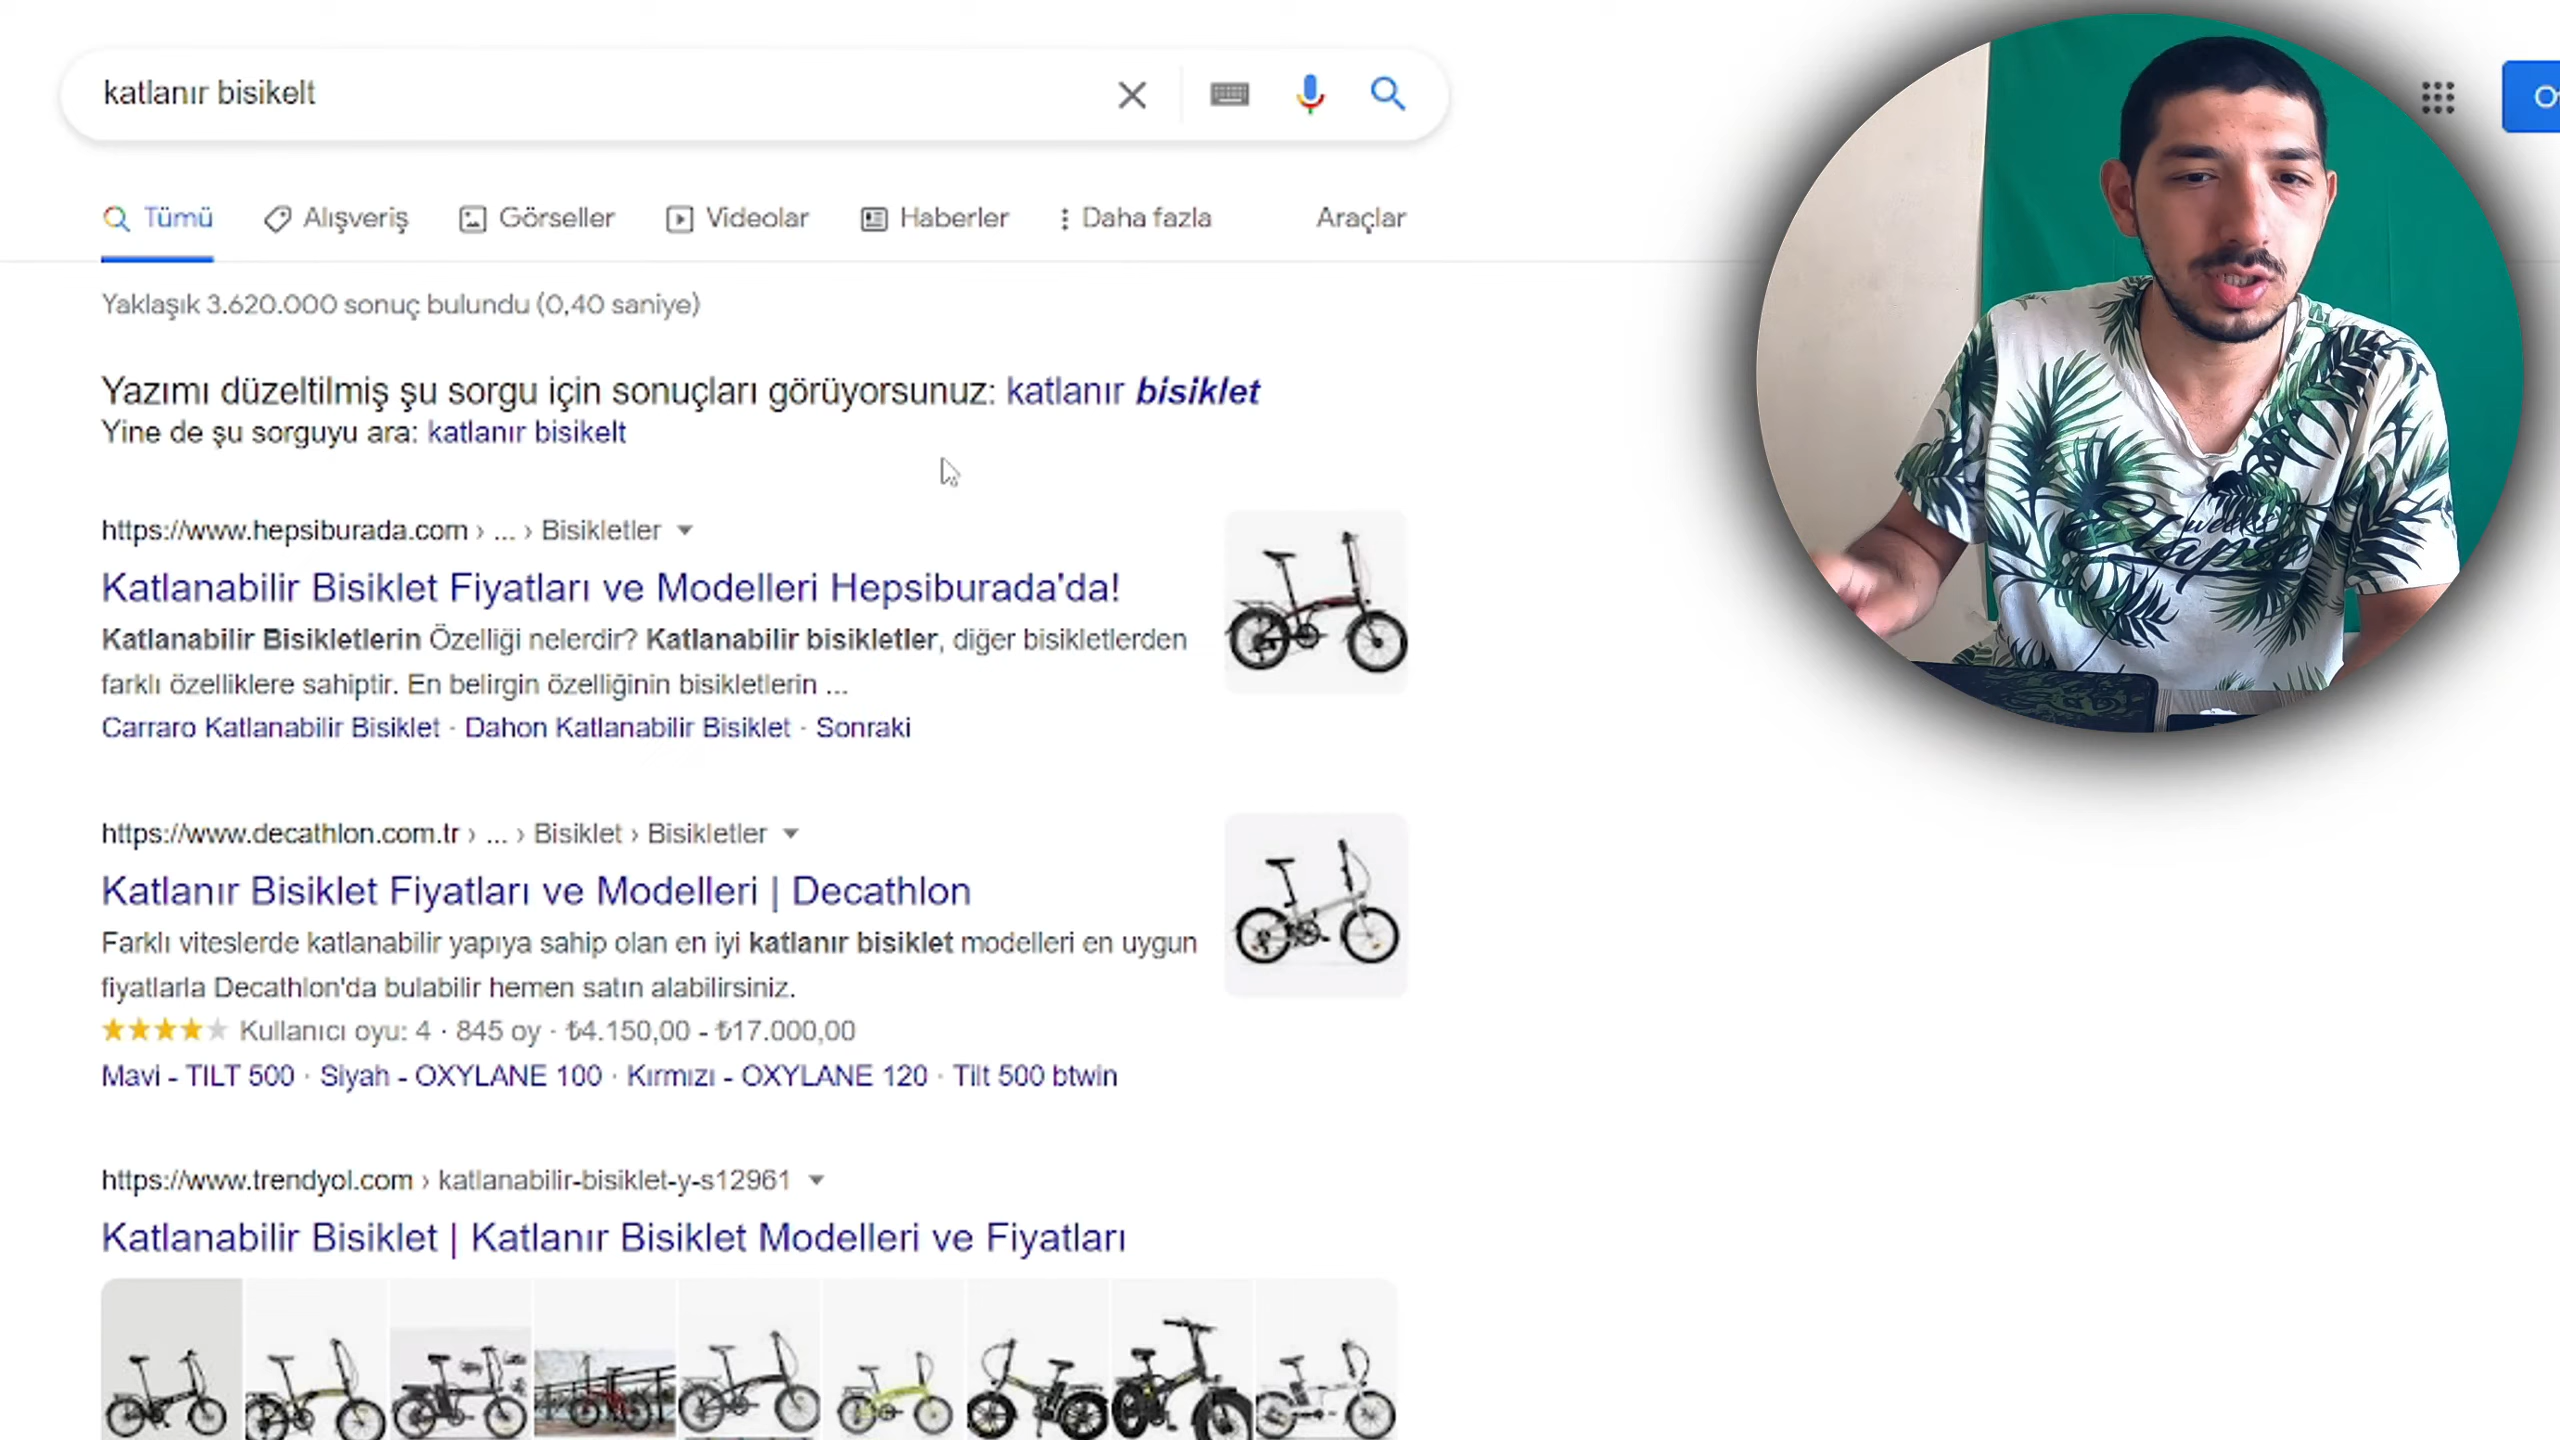 katlanır bisikelt
Tümü Alışveriş Görseller Videolar Haberler Daha fazla Araçlar
Yaklaşık 3.620.000 sonuç bulundu (0,40 saniye)
Yazımı düzeltilmiş şu sorgu için sonuçları görüyorsunuz: katlanır bisiklet
Yine de şu sorguyu ara: katlanır bisikelt
https://www.hepsiburada.com › ... › Bisikletler
Katlanabilir Bisiklet Fiyatları ve Modelleri Hepsiburada'da!
Katlanabilir Bisikletlerin Özelliği nelerdir? Katlanabilir bisikletler, diğer bisikletlerden
farklı özelliklere sahiptir. En belirgin özelliğinin bisikletlerin ...
Carraro Katlanabilir Bisiklet · Dahon Katlanabilir Bisiklet · Sonraki
https://www.decathlon.com.tr › ... › Bisiklet › Bisikletler
Katlanır Bisiklet Fiyatları ve Modelleri | Decathlon
Farklı viteslerde katlanabilir yapıya sahip olan en iyi katlanır bisiklet modelleri en uygun
fiyatlarla Decathlon'da bulabilir hemen satın alabilirsiniz.
Kullanıcı oyu: 4 · 845 oy · ₺4.150,00 - ₺17.000,00
Mavi - TILT 500 · Siyah - OXYLANE 100 · Kırmızı - OXYLANE 120 · Tilt 500 btwin
https://www.trendyol.com › katlanabilir-bisiklet-y-s12961
Katlanabilir Bisiklet | Katlanır Bisiklet Modelleri ve Fiyatları